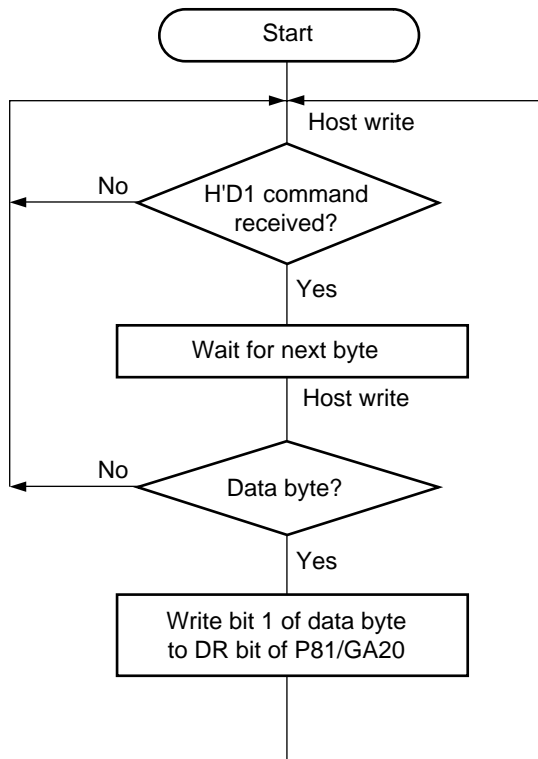 Start
Host write
No
H'D1 command
received?
Yes
Wait for next byte
Host write
No
Data byte?
Yes
Write bit 1 of data byte
to DR bit of P81/GA20